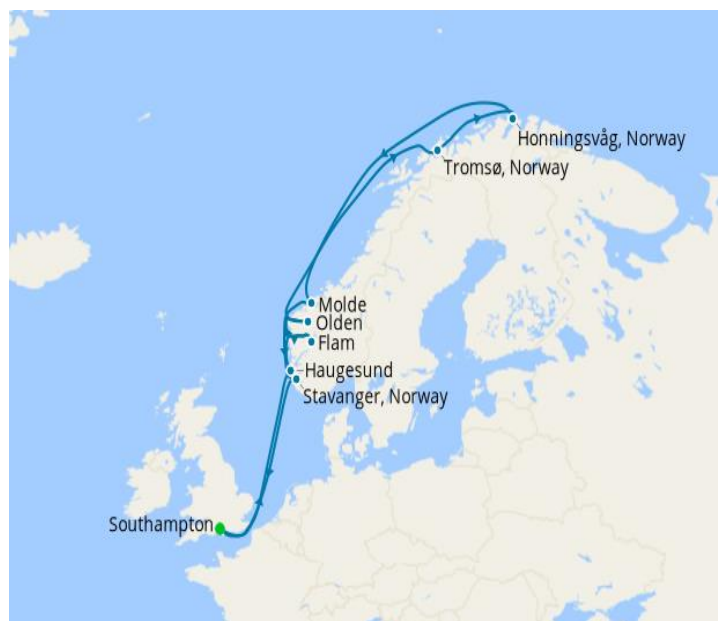 Honningsvåg, Norway
Tromsø, Norway
Molde
Olden
Flam
Haugesund
Stavanger, Norway
Southampton